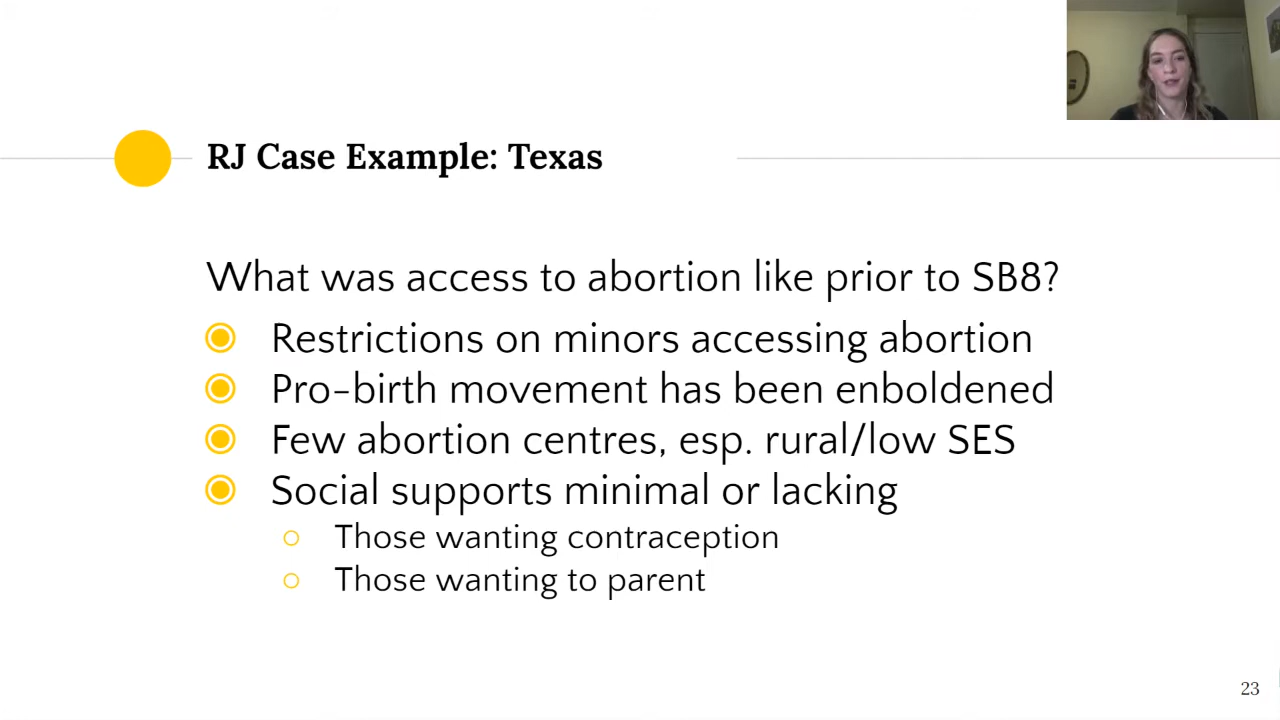 RJ Case Example: Texas
What was access to abortion like prior to SB8?
Restrictions on minors accessing abortion
Pro-birth movement has been enboldened
Few abortion centres, esp. rural/low SES
Social supports minimal or lacking
Those wanting contraception
Those wanting to parent
23